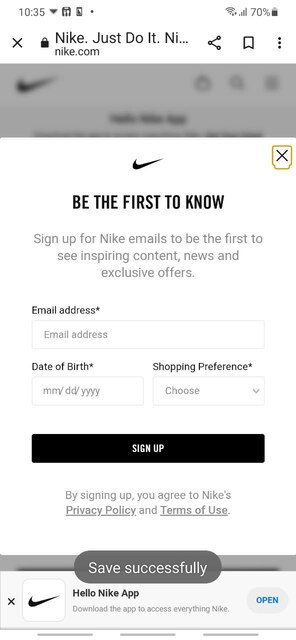 10:35 70%
Nike. Just Do It. Ni...
nike.com
Hello Nike App
BE THE FIRST TO KNOW
Sign up for Nike emails to be the first to
see inspiring content, news and
exclusive offers.
Email address*
Email address
Date of Birth* Shopping Preference*
mm/dd/yyyy Choose
SIGN UP
By signing up, you agree to Nike's
Privacy Policy and Terms of Use.
Save successfully
Hello Nike App
Download the app to access everything Nike.
OPEN